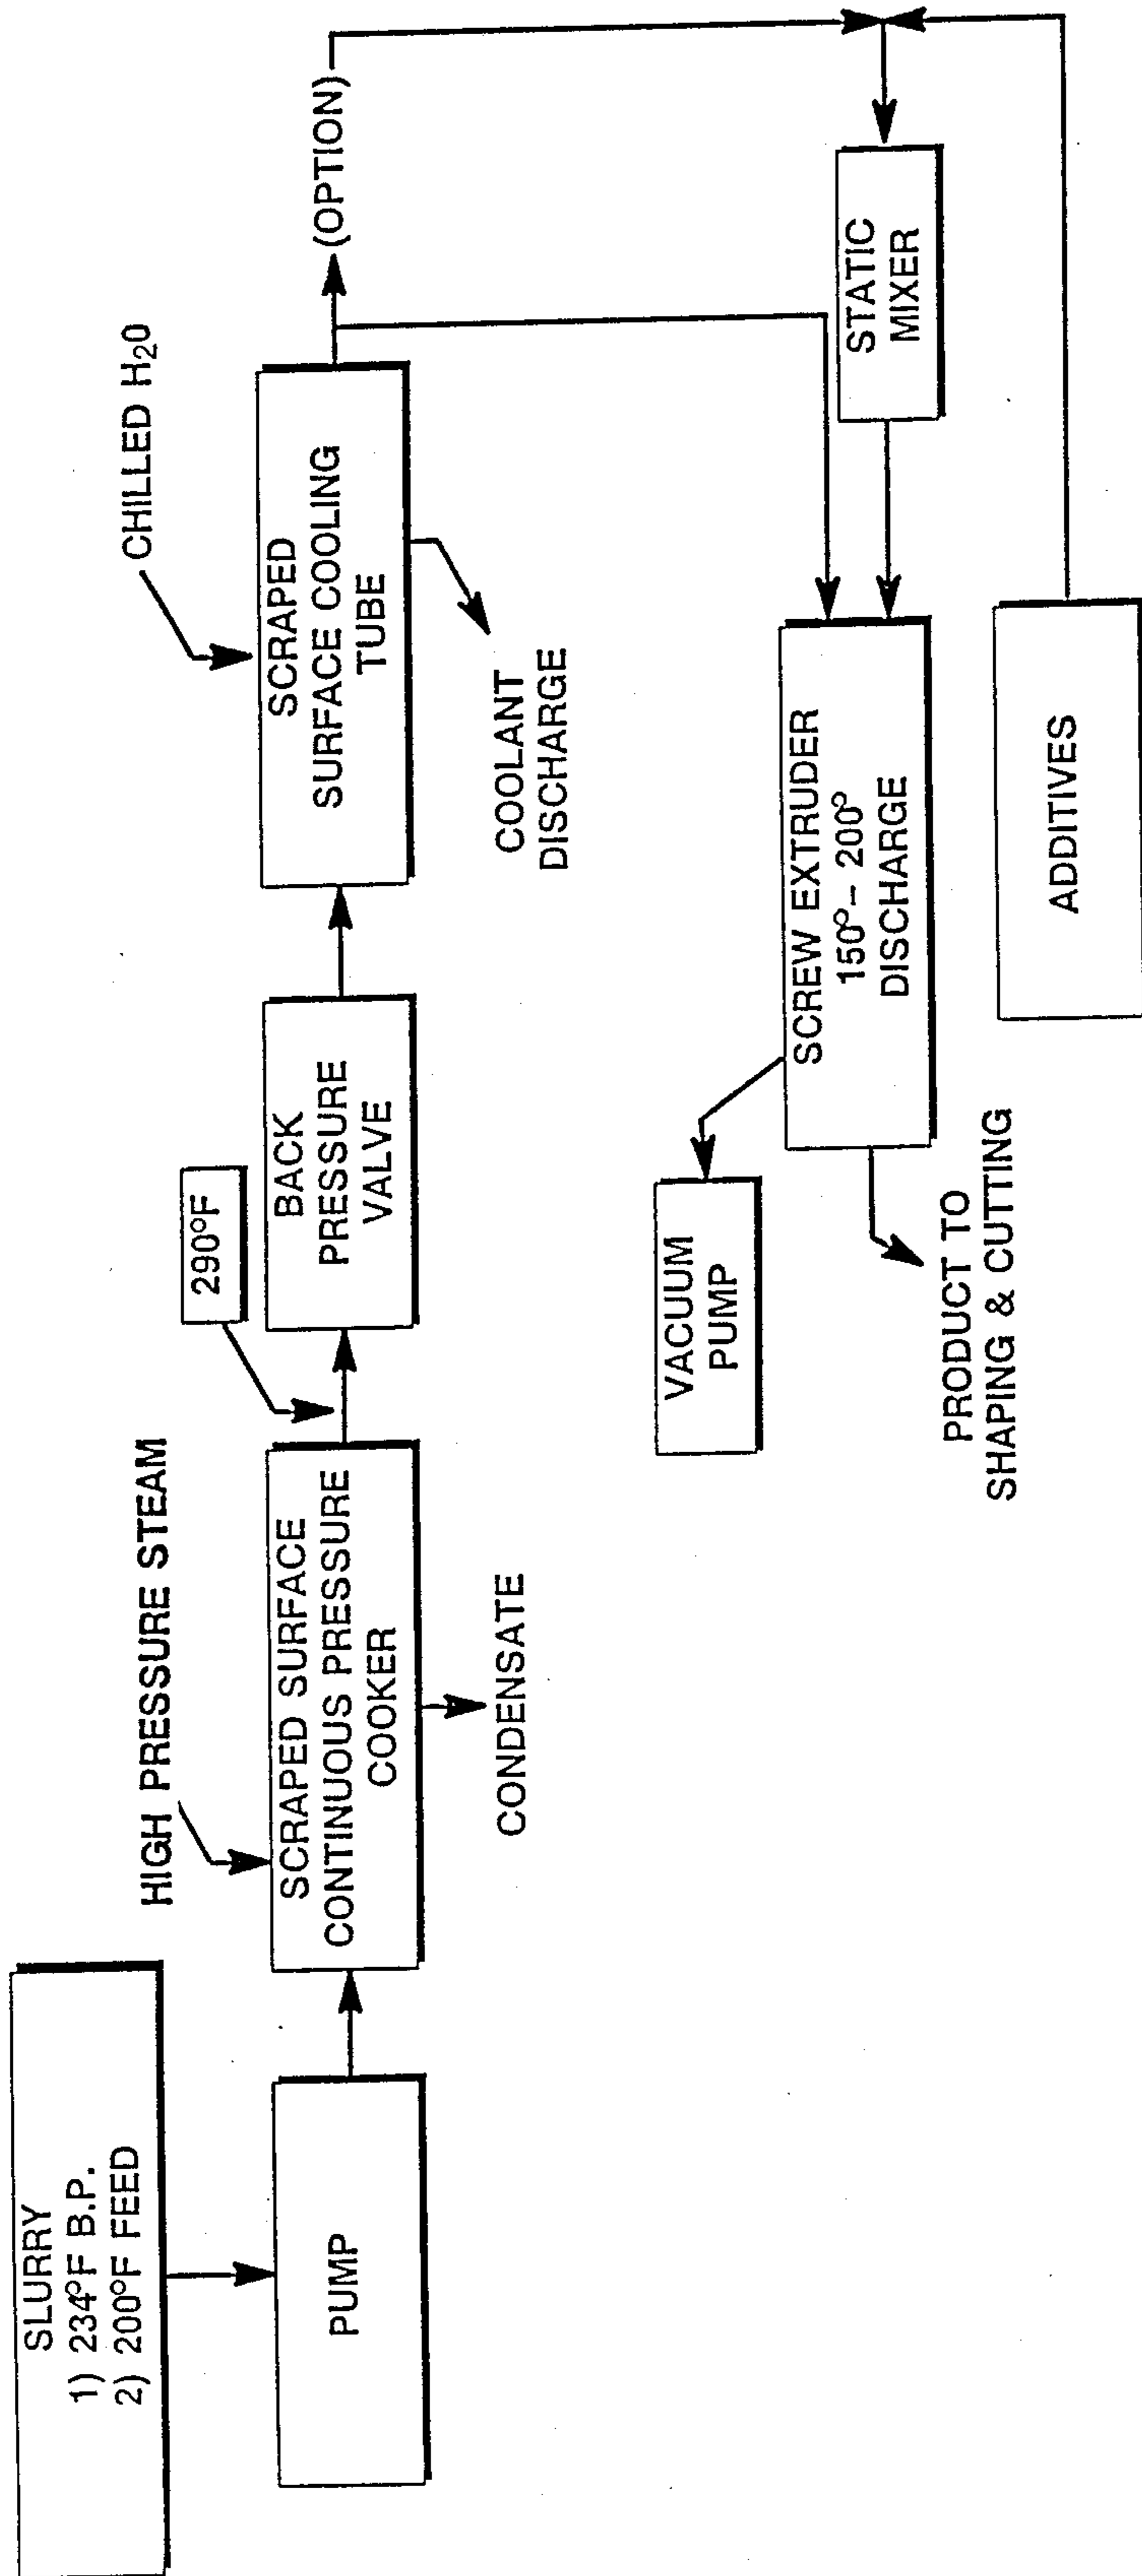 SLURRY
1) 234°F B.P.
2) 200°F FEED
PUMP
HIGH PRESSURE STEAM
SCRAPED SURFACE
CONTINUOUS PRESSURE
COOKER
CONDENSATE
290°F
BACK
PRESSURE
VALVE
CHILLED H₂O
SCRAPED
SURFACE COOLING
TUBE
COOLANT
DISCHARGE
(OPTION)
STATIC
MIXER
SCREW EXTRUDER
150°– 200°
DISCHARGE
VACUUM
PUMP
PRODUCT TO
SHAPING & CUTTING
ADDITIVES